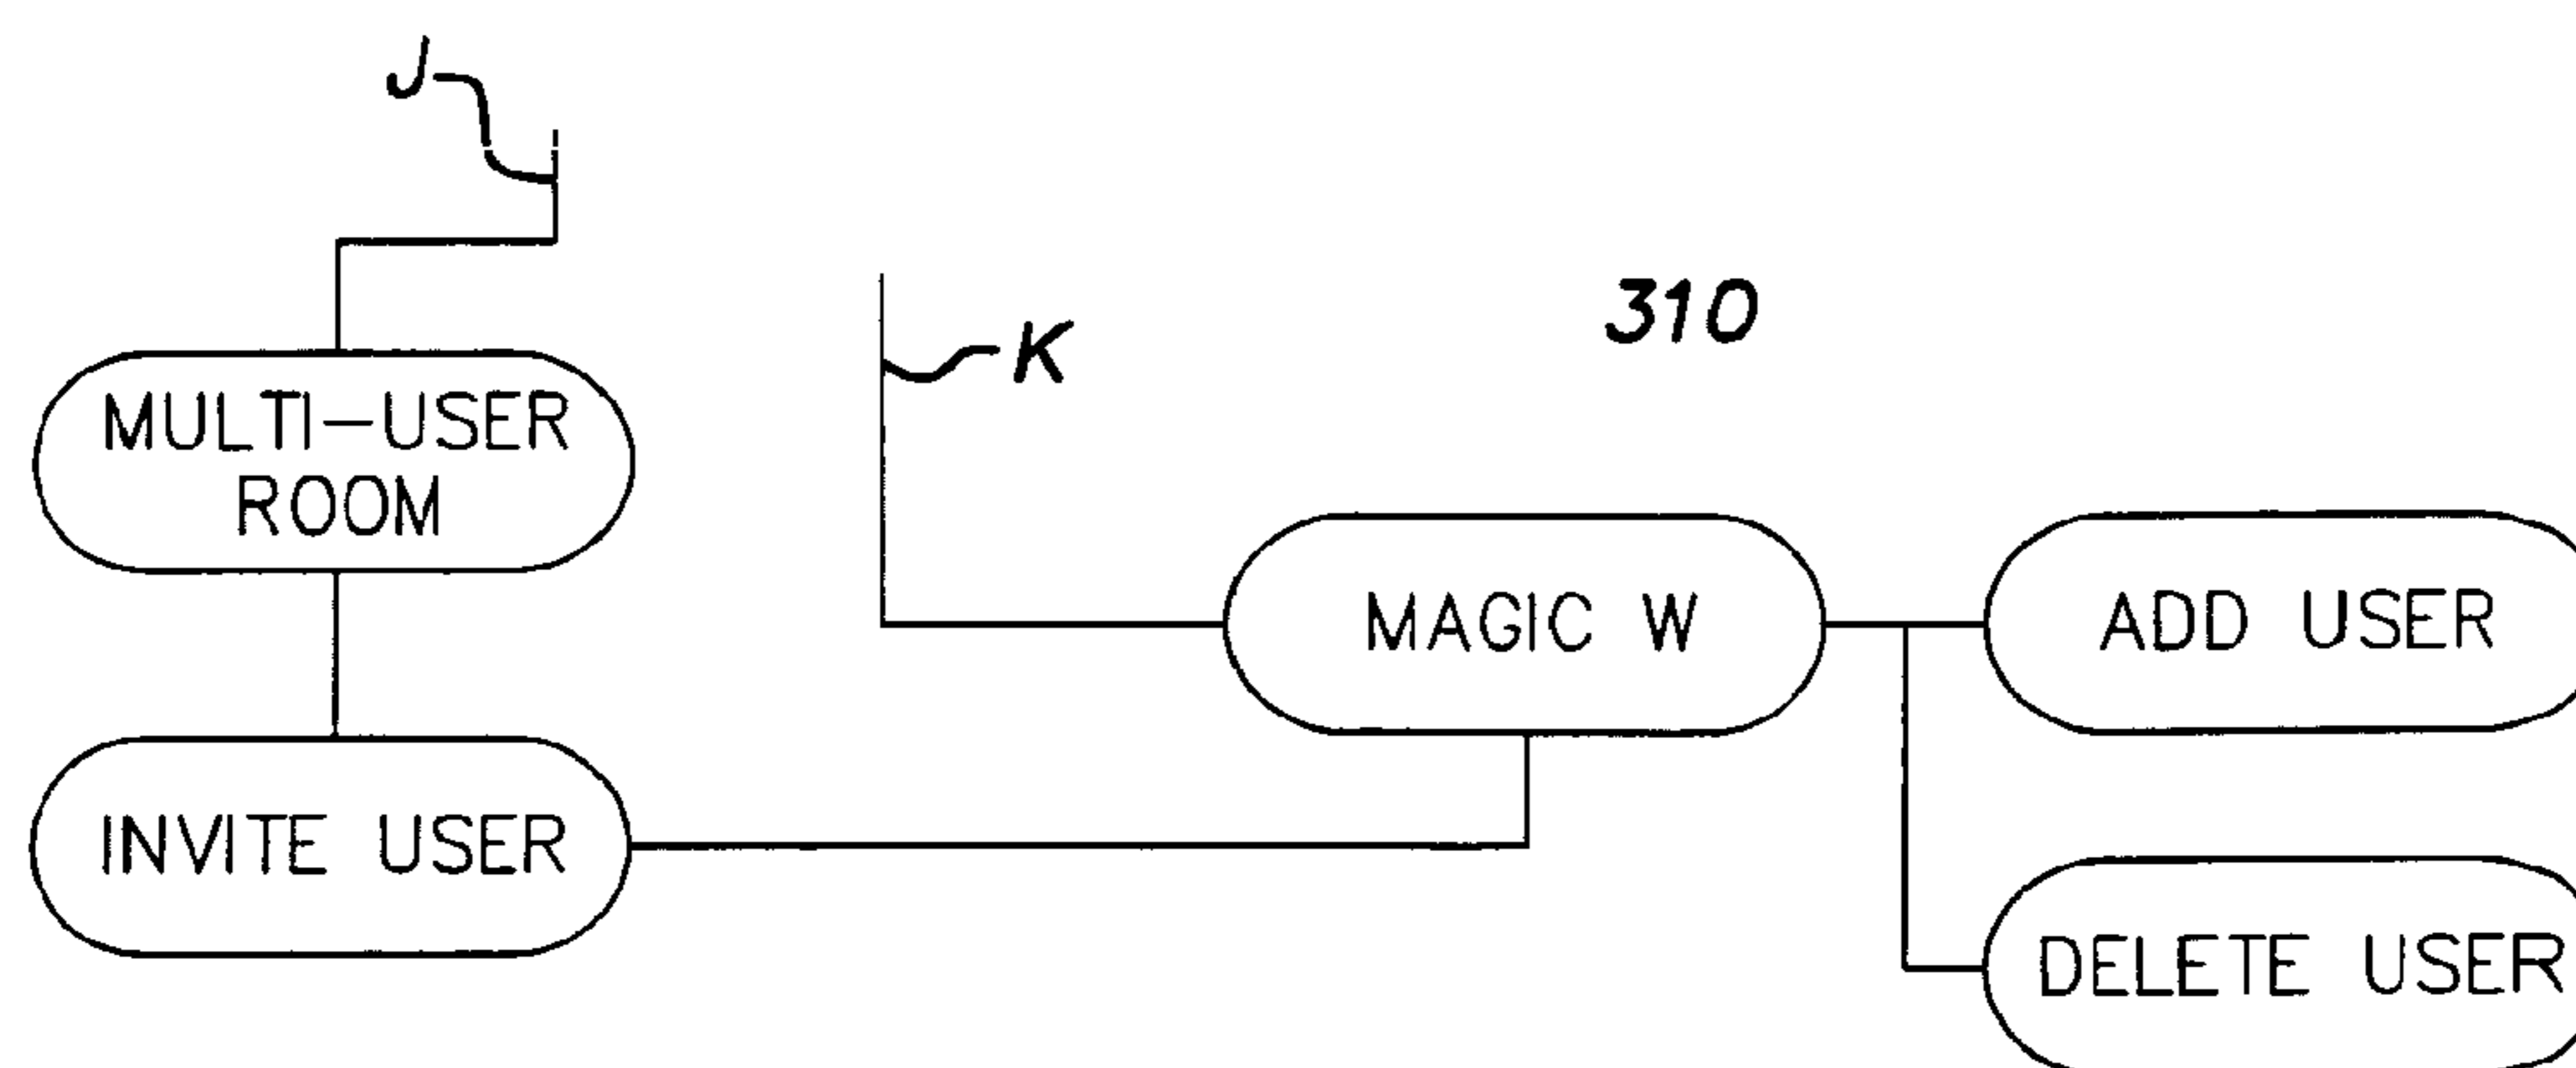 J
K
310
MULTI-USER
ROOM
MAGIC W
ADD USER
INVITE USER
DELETE USER